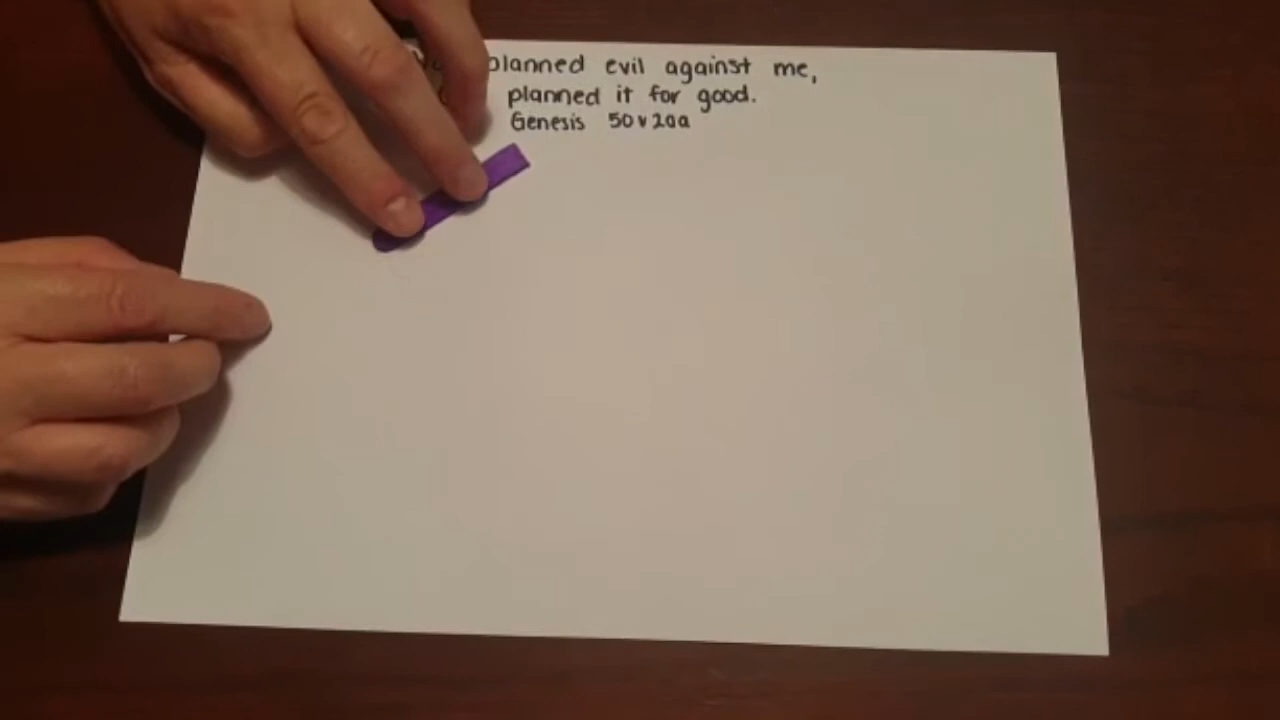 planned evil against me,
planned it for good.
Genesis 50v20a